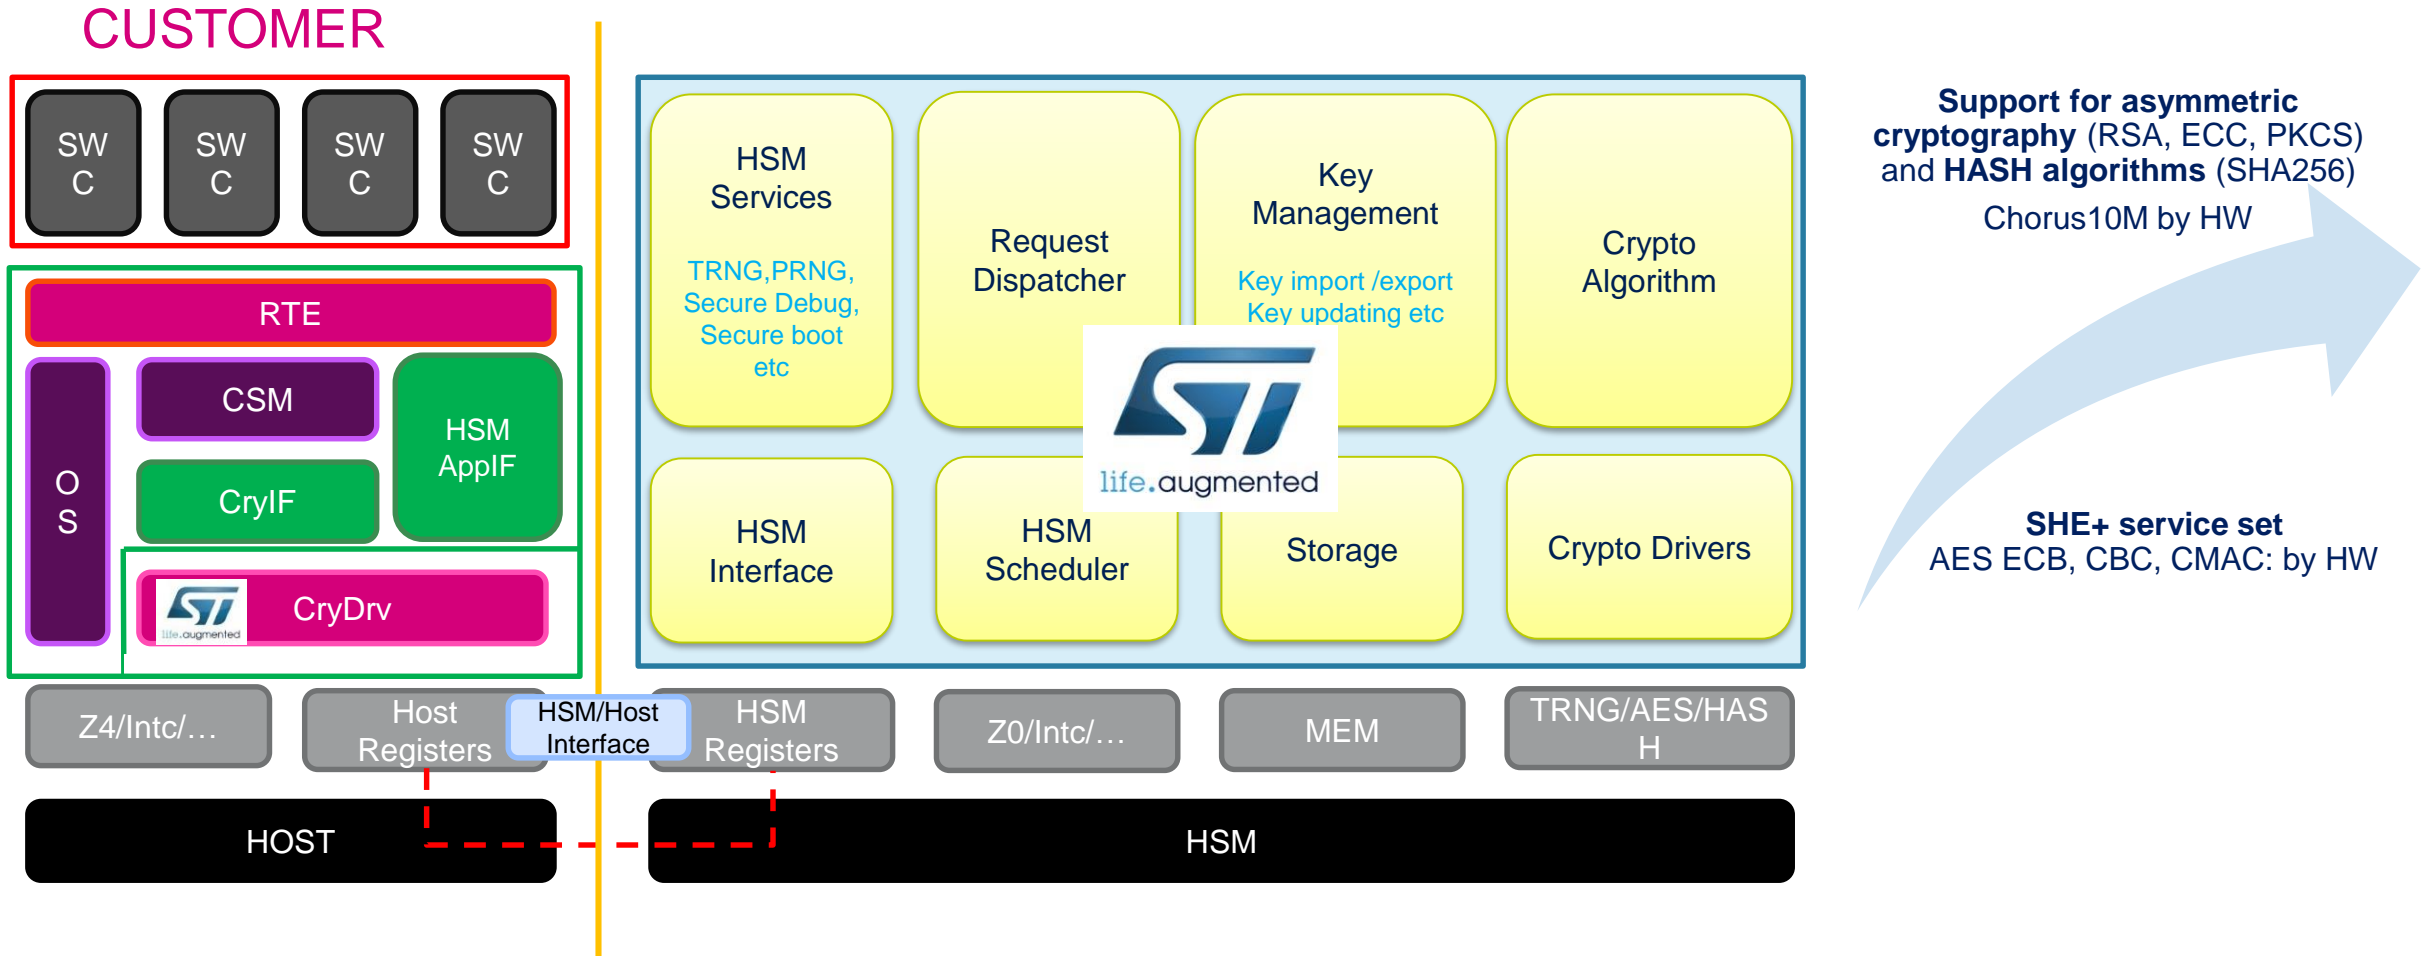 CUSTOMER
SW
C
SW
C
SW
C
SW
C
RTE
O
S
CSM
HSM
AppIF
CryIF
life.augmented
CryDrv
HSM
Services
TRNG,PRNG,
Secure Debug,
Secure boot
etc
Request
Dispatcher
Key
Management
Key import /export
Key updating etc
Crypto
Algorithm
life.augmented
HSM
Interface
HSM
Scheduler
Storage
Crypto Drivers
Z4/Intc/…
Host
Registers
HSM/Host
Interface
HSM
Registers
Z0/Intc/…
MEM
TRNG/AES/HAS
H
HOST
HSM
Support for asymmetric
cryptography (RSA, ECC, PKCS)
and HASH algorithms (SHA256)
Chorus10M by HW
SHE+ service set
AES ECB, CBC, CMAC: by HW